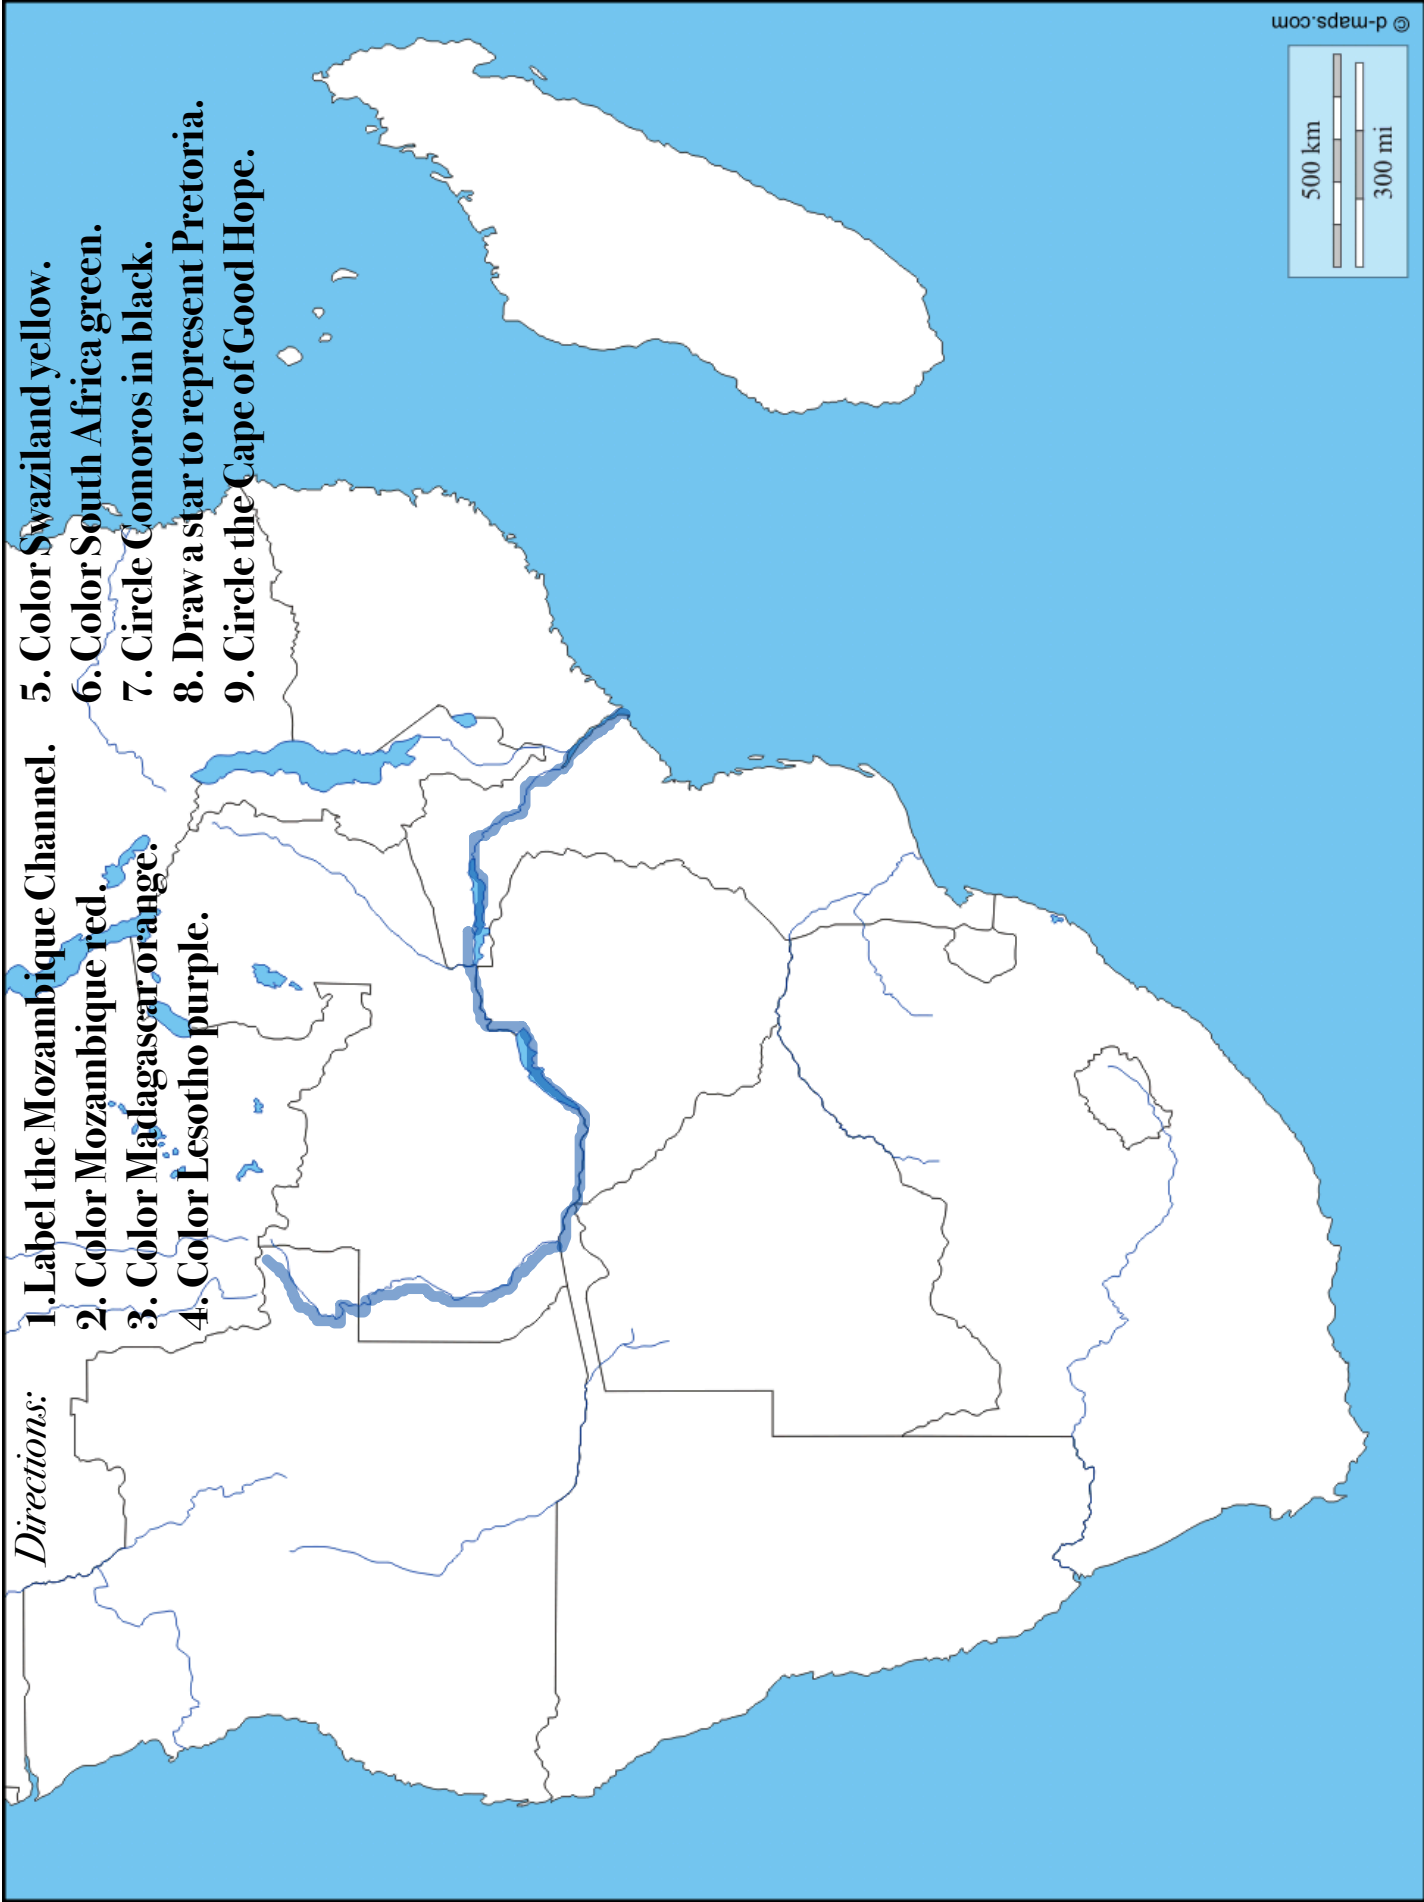 Directions:
1. Label the Mozambique Channel.
2. Color Mozambique red.
3. Color Madagascar orange.
4. Color Lesotho purple.
5. Color Swaziland yellow.
6. Color South Africa green.
7. Circle Comoros in black.
8. Draw a star to represent Pretoria.
9. Circle the Cape of Good Hope.
500 km
300 mi
© d-maps.com